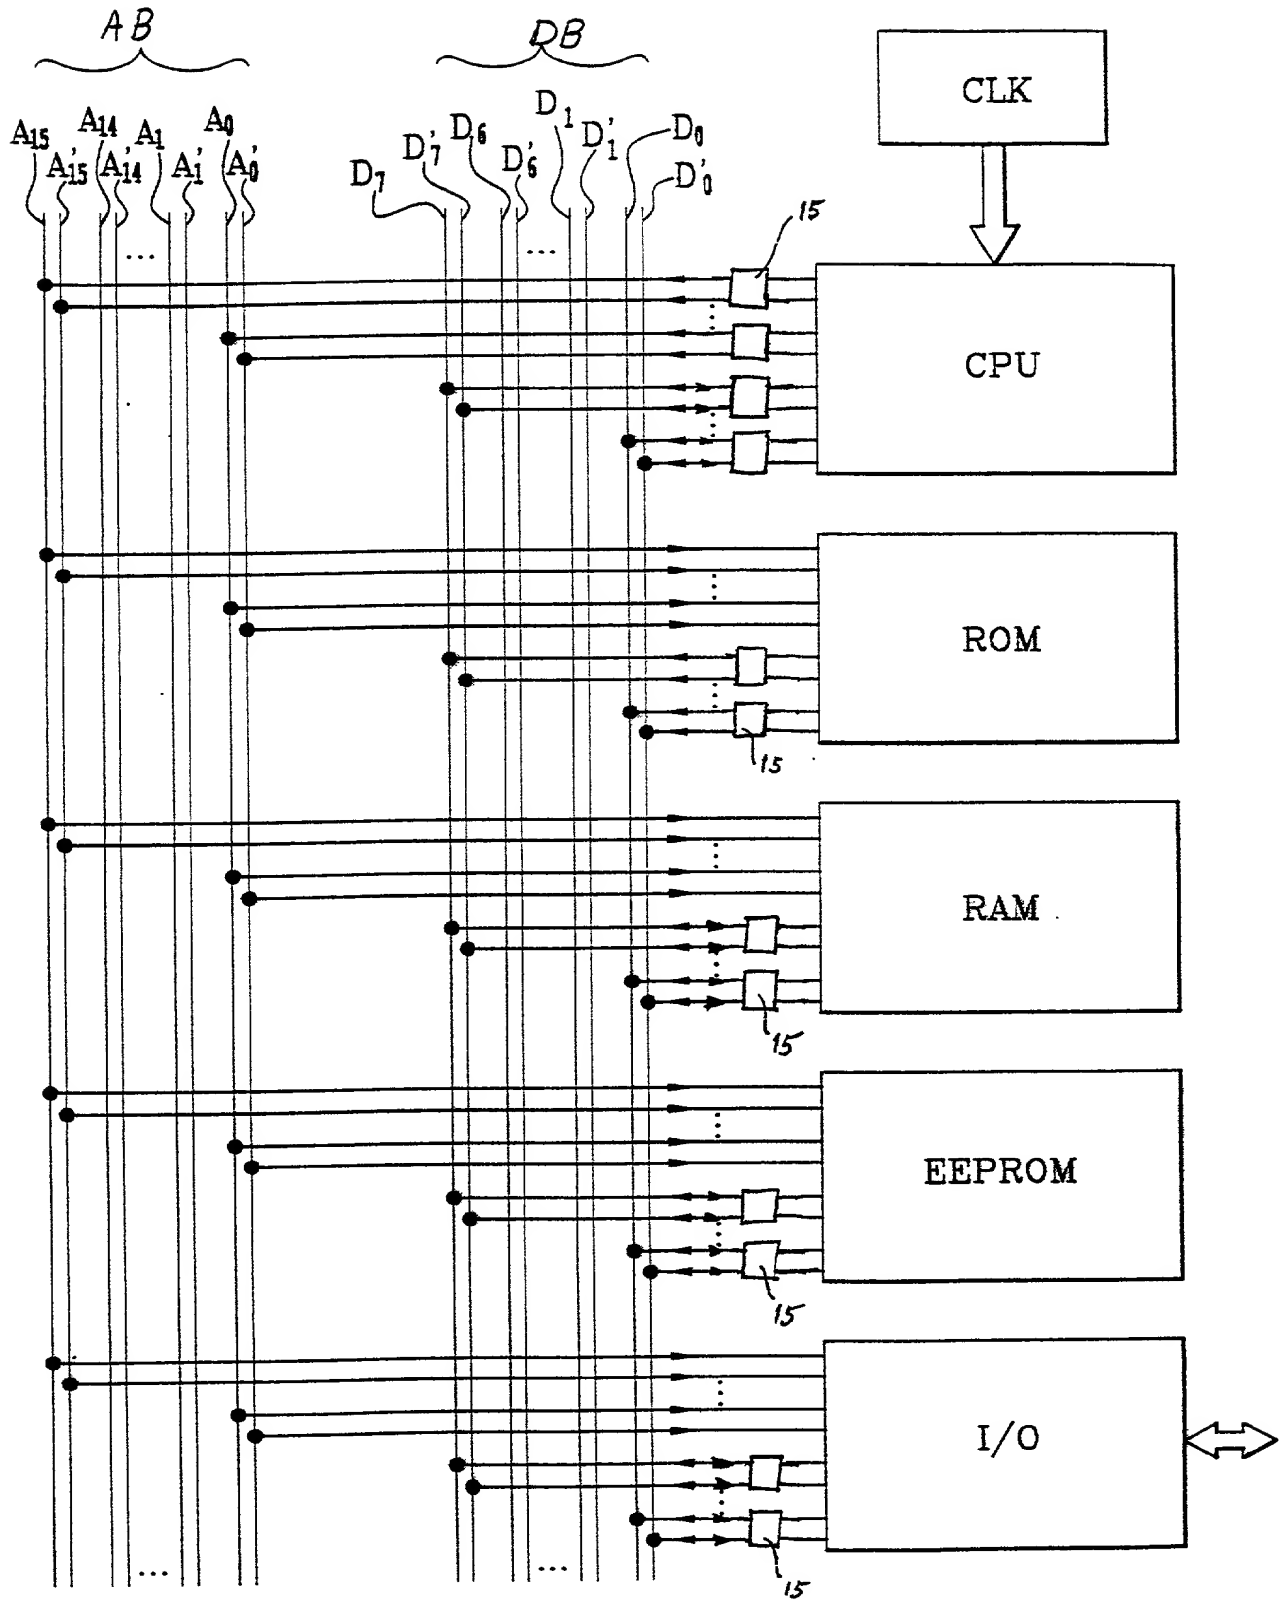 AB
DB
CLK
A15 A'15 A14 A'14 A1 A'1 A0 A'0
D7 D'7 D6 D'6 D1 D'1 D0 D'0
15
...
...
CPU
ROM
15
RAM
15
EEPROM
15
I/O
15
...
...